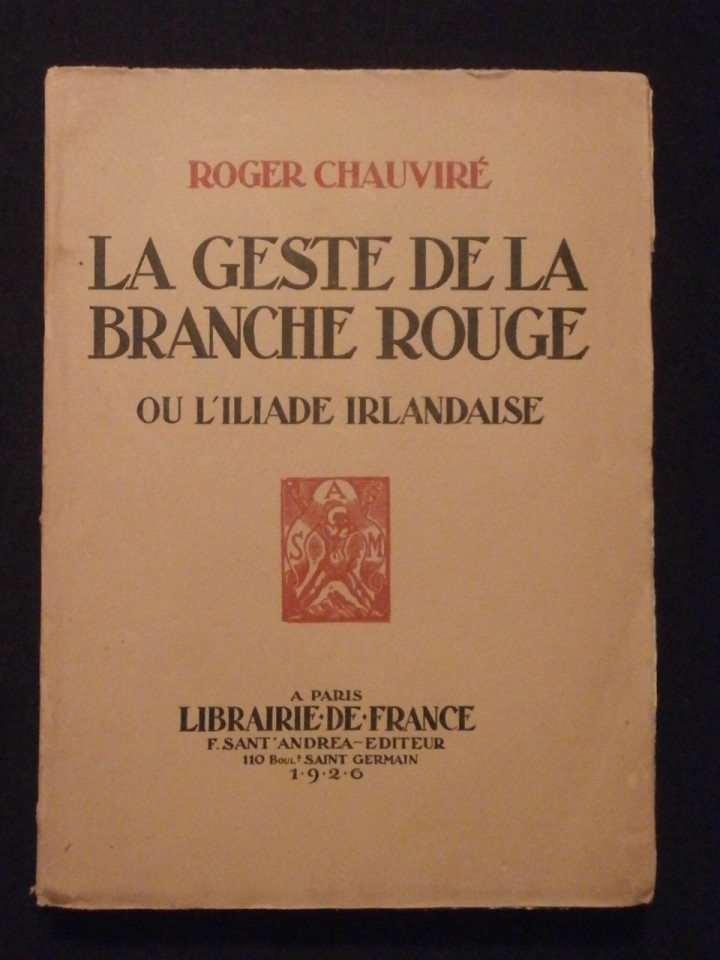 ROGER CHAUVIRÉ
LA GESTE DE LA
BRANCHE ROUGE
OU L'ILIADE IRLANDAISE
A
S M
A PARIS
LIBRAIRIE·DE·FRANCE
F. SANT'ANDREA-EDITEUR
110 BOUL.T SAINT GERMAIN
1·9·2·6